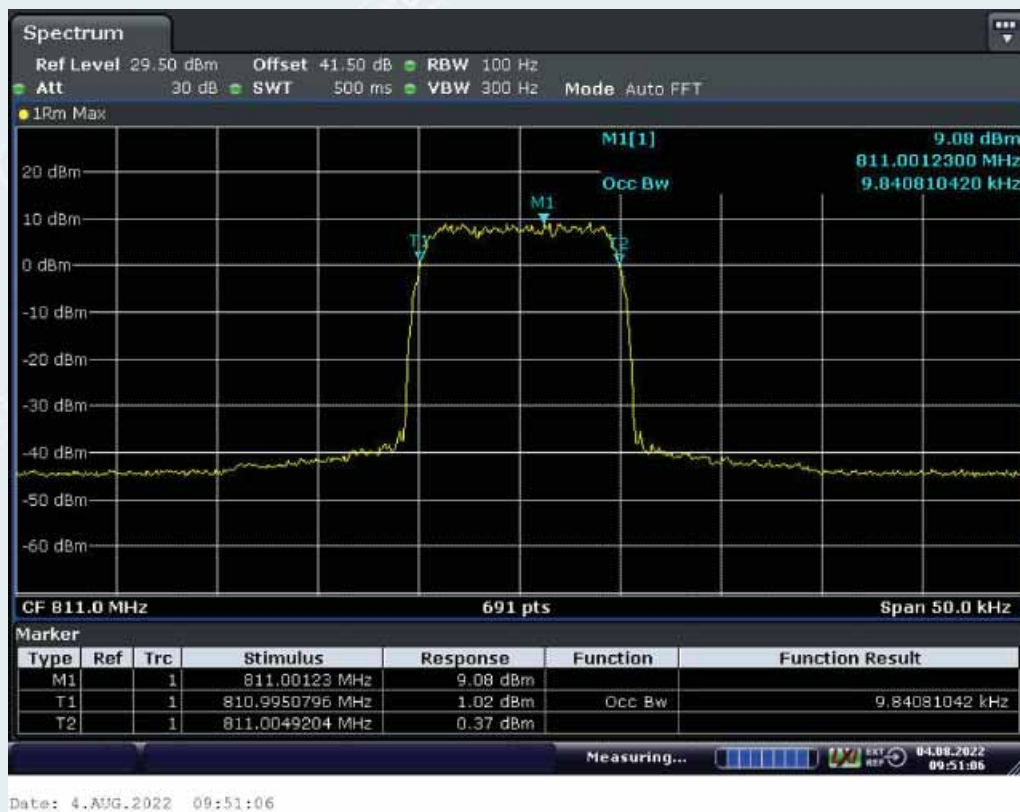 Spectrum
Ref Level 29.50 dBm Offset 41.50 dB RBW 100 Hz
Att 30 dB SWT 500 ms VBW 300 Hz Mode Auto FFT
1Rm Max
M1[1] 9.08 dBm
811.0012300 MHz
Occ Bw 9.840810420 kHz
20 dBm
M1
10 dBm
T1 T2
0 dBm
-10 dBm
-20 dBm
-30 dBm
-40 dBm
-50 dBm
-60 dBm
CF 811.0 MHz 691 pts Span 50.0 kHz
Marker
Type Ref Trc Stimulus Response Function Function Result
M1 1 811.00123 MHz 9.08 dBm
T1 1 810.9950796 MHz 1.02 dBm Occ Bw 9.84081042 kHz
T2 1 811.0049204 MHz 0.37 dBm
Measuring... LXI EXT REF 04.08.2022
09:51:06
Date: 4.AUG.2022 09:51:06